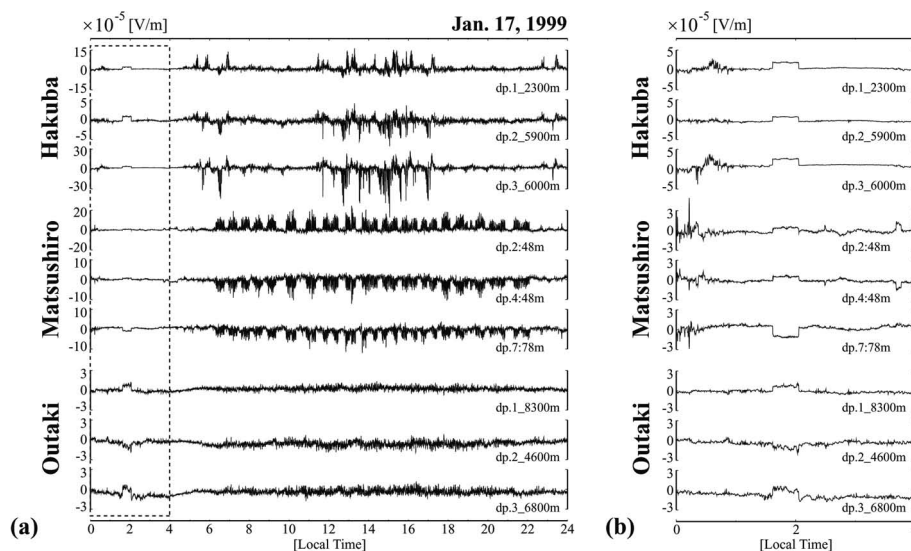 ×10⁻⁵ [V/m]
Jan. 17, 1999
Hakuba
15
0
-15
dp.1_2300m
5
0
-5
dp.2_5900m
30
0
-30
dp.3_6000m
Matsushiro
20
0
-20
dp.2:48m
10
0
-10
dp.4:48m
10
0
-10
dp.7:78m
Outaki
3
0
-3
dp.1_8300m
3
0
-3
dp.2_4600m
3
0
-3
dp.3_6800m
0 2 4 6 8 10 12 14 16 18 20 22 24
[Local Time]
(a)
×10⁻⁵ [V/m]
Hakuba
5
0
-5
dp.1_2300m
5
0
-5
dp.2_5900m
5
0
-5
dp.3_6000m
Matsushiro
5
0
-3
dp.2:48m
3
0
-3
dp.4:48m
3
0
-3
dp.7:78m
Outaki
3
0
-3
dp.1_8300m
3
0
-3
dp.2_4600m
3
0
-3
dp.3_6800m
2
[Local Time]
(b)